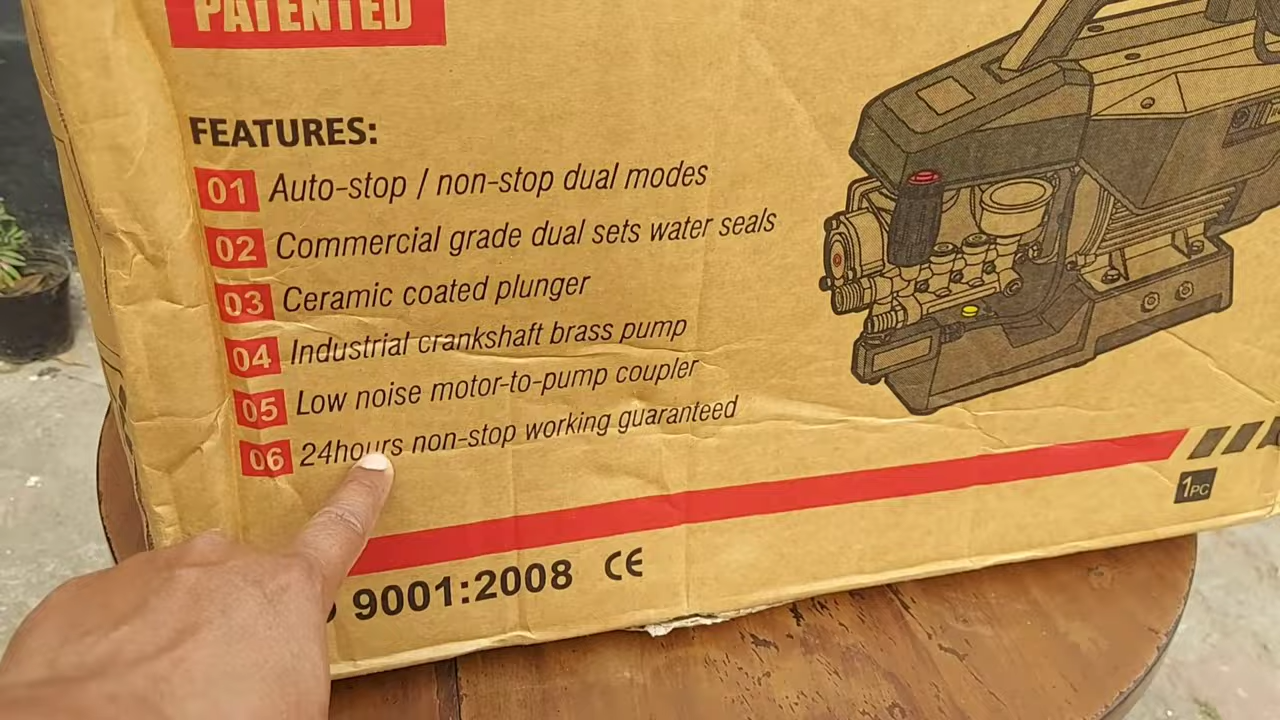 PATENTED
FEATURES:
01 Auto-stop / non-stop dual modes
02 Commercial grade dual sets water seals
03 Ceramic coated plunger
04 Industrial crankshaft brass pump
05 Low noise motor-to-pump coupler
06 24hours non-stop working guaranteed
1PC
9001:2008 CE